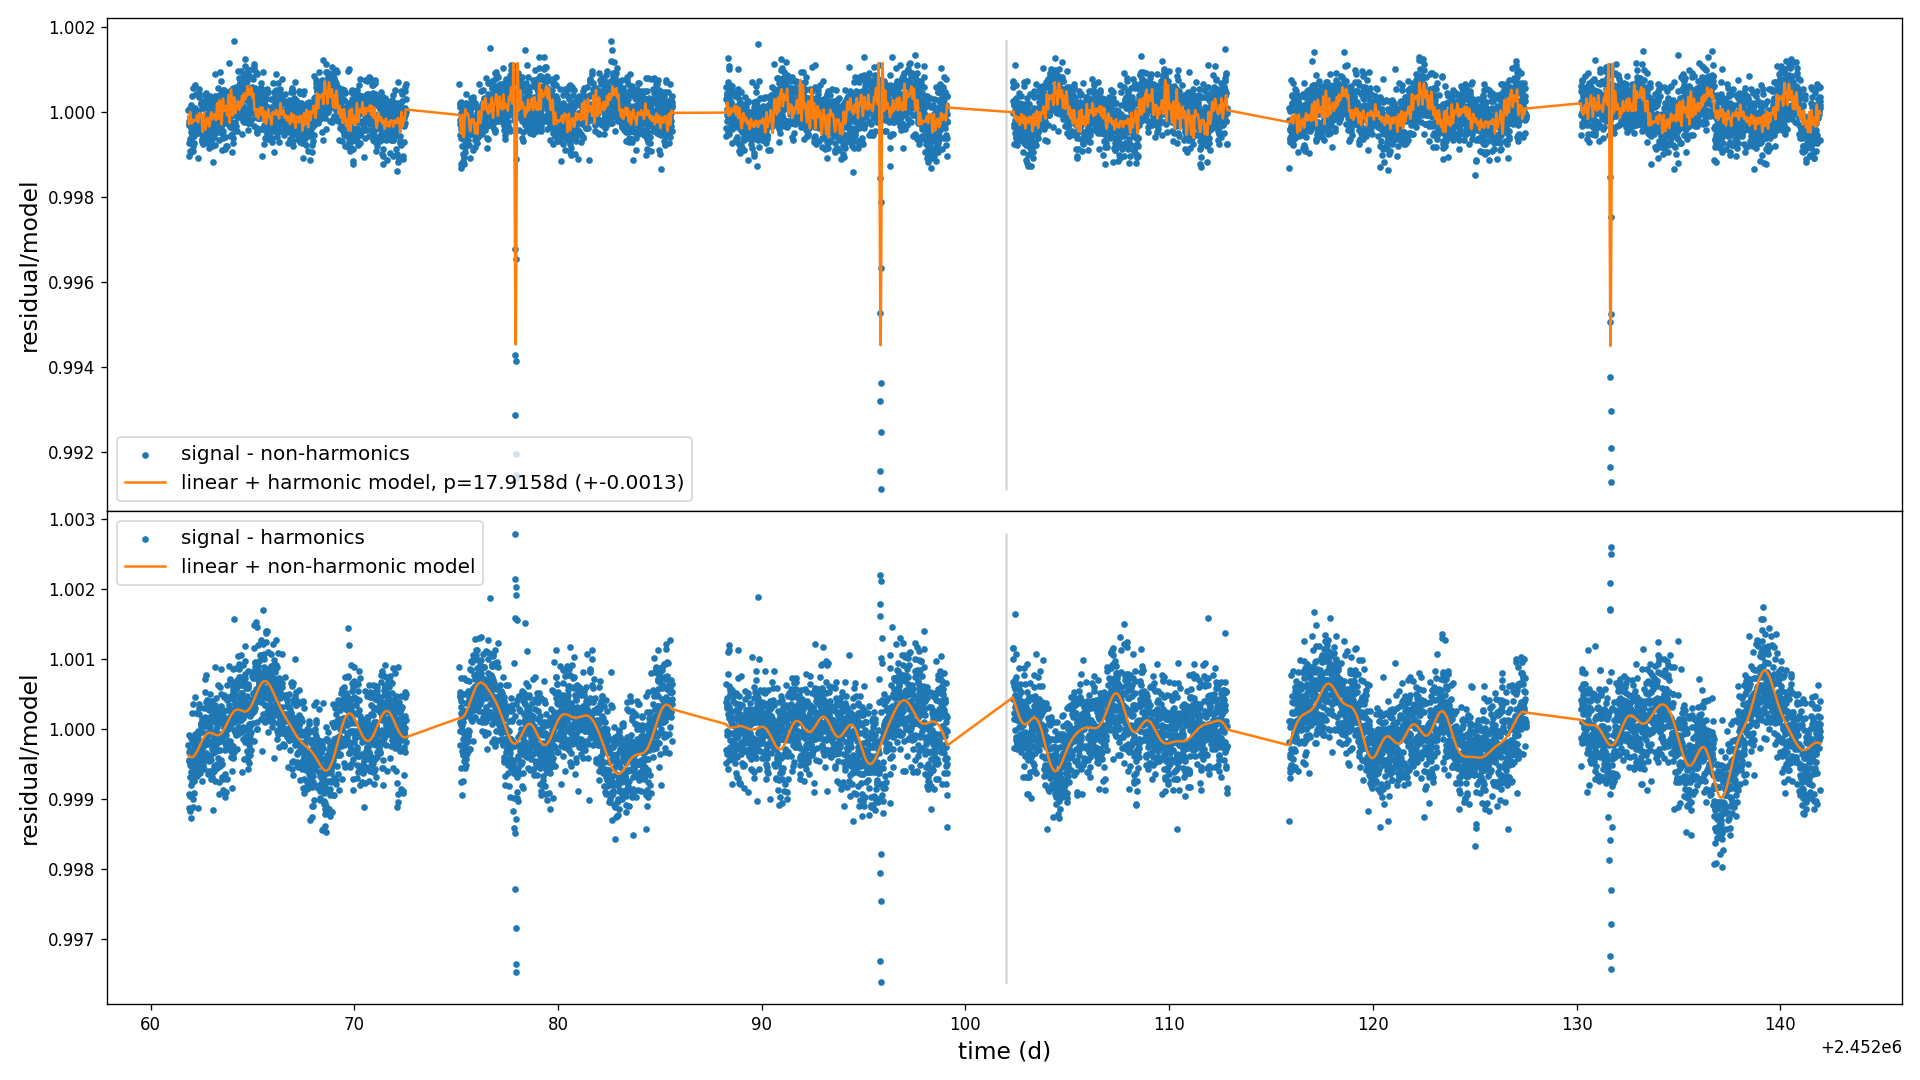 1.002
1.000
0.998
0.996
0.994
0.992
residual/model
signal - non-harmonics
linear + harmonic model, p=17.9158d (+-0.0013)
1.003
1.002
1.001
1.000
0.999
0.998
0.997
residual/model
signal - harmonics
linear + non-harmonic model
60 70 80 90 100 110 120 130 140
time (d)
+2.452e6